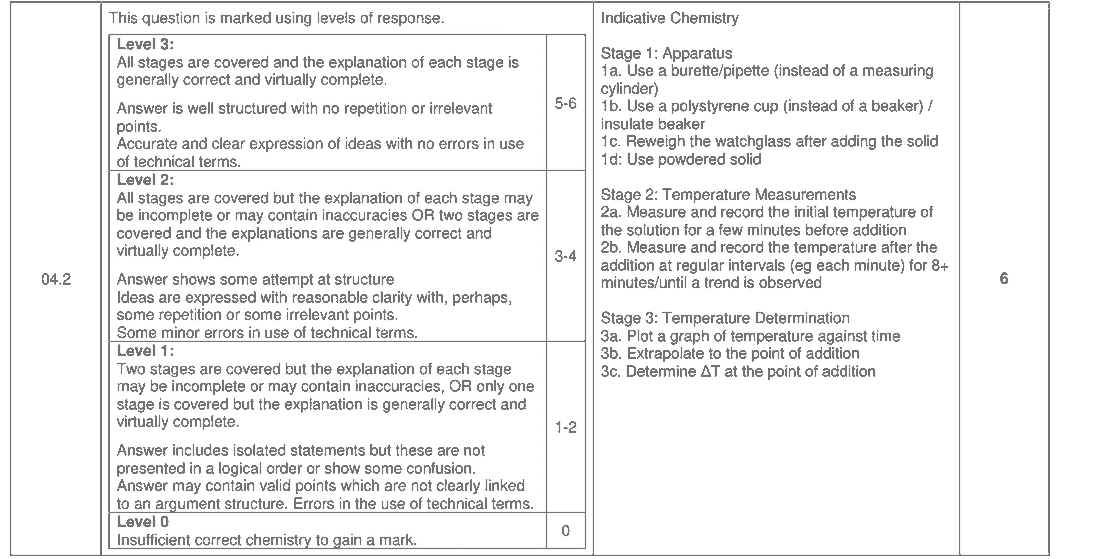 04.2
This question is marked using levels of response.
Level 3:
All stages are covered and the explanation of each stage is
generally correct and virtually complete.
Answer is well structured with no repetition or irrelevant
points.
Accurate and clear expression of ideas with no errors in use
of technical terms.
5-6
Level 2:
All stages are covered but the explanation of each stage may
be incomplete or may contain inaccuracies OR two stages are
covered and the explanations are generally correct and
virtually complete.
Answer shows some attempt at structure
Ideas are expressed with reasonable clarity with, perhaps,
some repetition or some irrelevant points.
Some minor errors in use of technical terms.
3-4
Level 1:
Two stages are covered but the explanation of each stage
may be incomplete or may contain inaccuracies, OR only one
stage is covered but the explanation is generally correct and
virtually complete.
Answer includes isolated statements but these are not
presented in a logical order or show some confusion.
Answer may contain valid points which are not clearly linked
to an argument structure. Errors in the use of technical terms.
1-2
Level 0
Insufficient correct chemistry to gain a mark.
0
Indicative Chemistry
Stage 1: Apparatus
1a. Use a burette/pipette (instead of a measuring
cylinder)
1b. Use a polystyrene cup (instead of a beaker) /
insulate beaker
1c. Reweigh the watchglass after adding the solid
1d: Use powdered solid
Stage 2: Temperature Measurements
2a. Measure and record the initial temperature of
the solution for a few minutes before addition
2b. Measure and record the temperature after the
addition at regular intervals (eg each minute) for 8+
minutes/until a trend is observed
Stage 3: Temperature Determination
3a. Plot a graph of temperature against time
3b. Extrapolate to the point of addition
3c. Determine ΔT at the point of addition
6